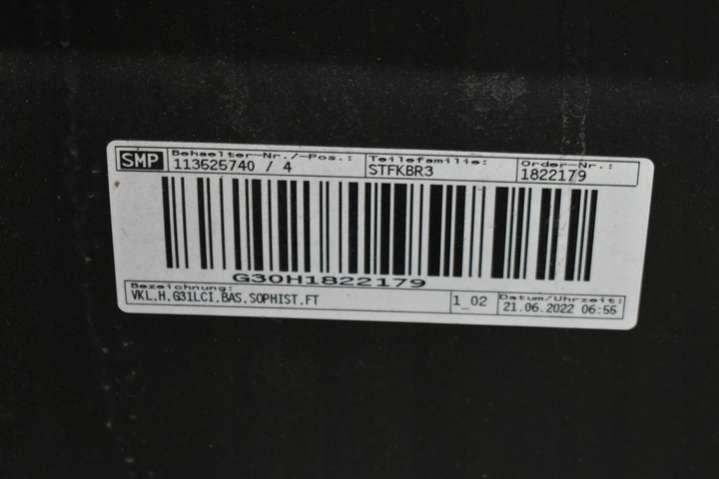 SMP Behaelter-Nr./-Pos.: Teilefamilie: Order-Nr.:
113525740 / 4 STFKBR3 1822179
G30H1822179
Bezeichnung: Datum/Uhrzeit:
VKL.H.G31LCI.BAS.SOPHIST.FT 1_02 21.06.2022 06:56